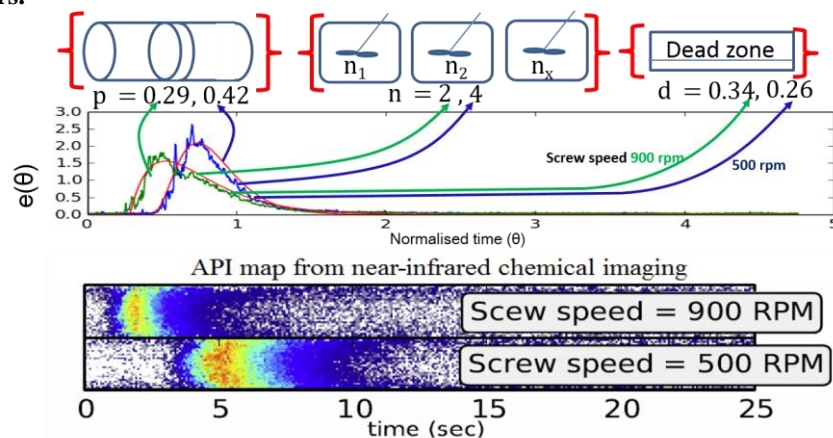 rs.
n1 n2 nx Dead zone
p = 0.29, 0.42 n = 2 , 4 d = 0.34, 0.26
3.0
2.5
2.0
1.5
1.0
0.5
0.0
e(θ)
Screw speed 900 rpm
500 rpm
0 1 2 3 4 5
Normalised time (θ)
API map from near-infrared chemical imaging
Scew speed = 900 RPM
Screw speed = 500 RPM
0 5 10 15 20 25
time (sec)